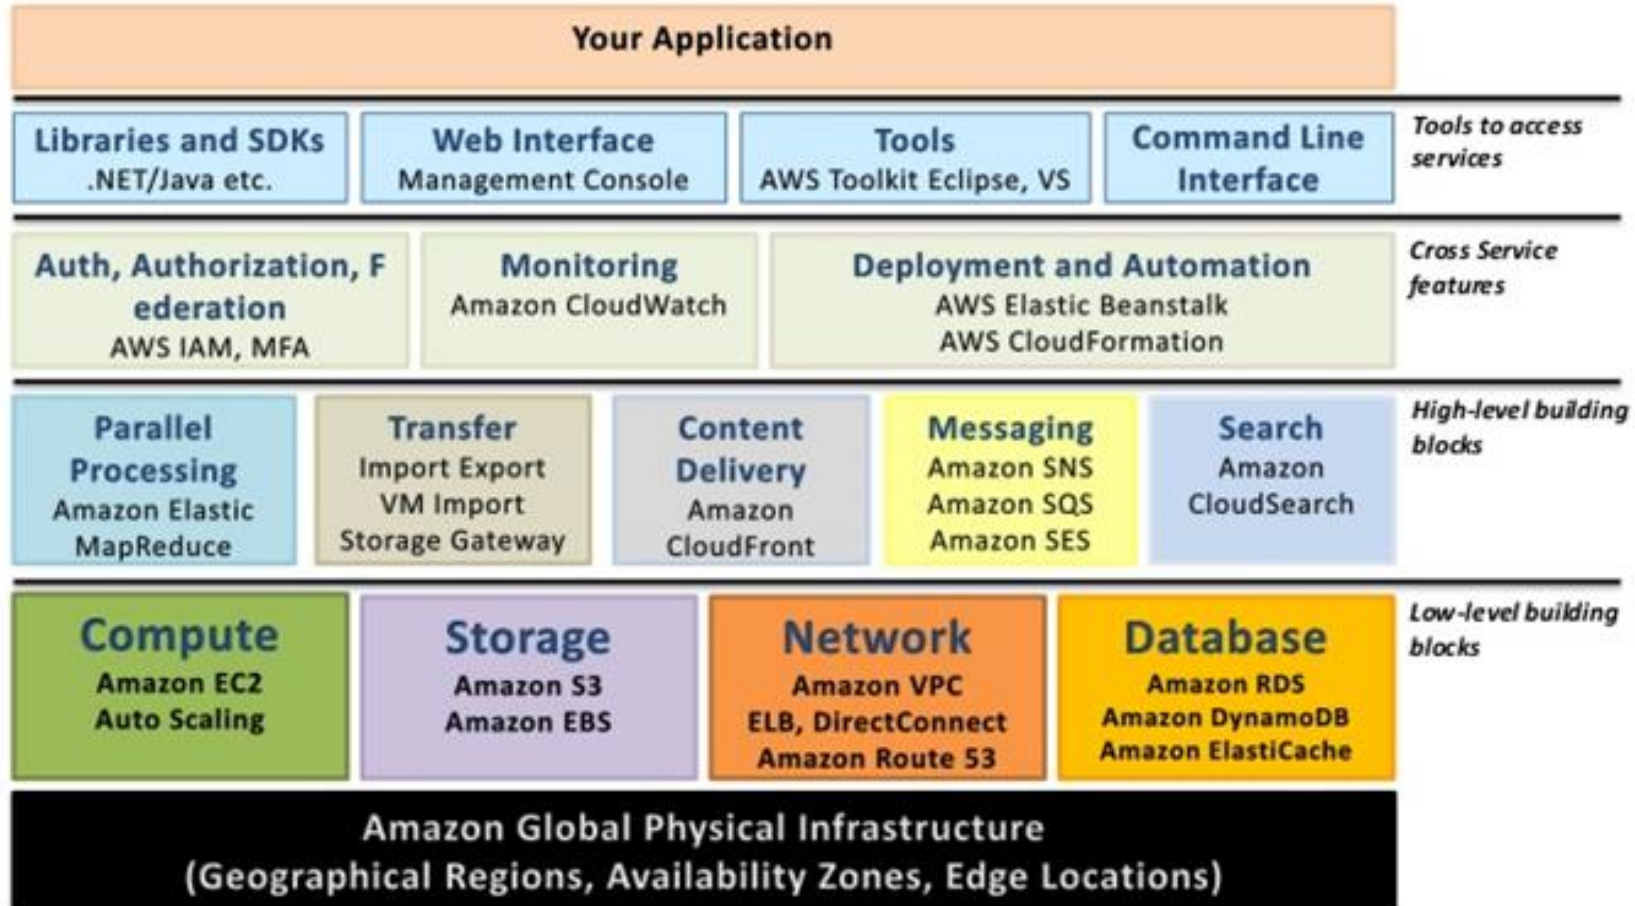 Your Application
Libraries and SDKs
.NET/Java etc.
Web Interface
Management Console
Tools
AWS Toolkit Eclipse, VS
Command Line
Interface
Tools to access
services
Auth, Authorization, F
ederation
AWS IAM, MFA
Monitoring
Amazon CloudWatch
Deployment and Automation
AWS Elastic Beanstalk
AWS CloudFormation
Cross Service
features
Parallel
Processing
Amazon Elastic
MapReduce
Transfer
Import Export
VM Import
Storage Gateway
Content
Delivery
Amazon
CloudFront
Messaging
Amazon SNS
Amazon SQS
Amazon SES
Search
Amazon
CloudSearch
High-level building
blocks
Compute
Amazon EC2
Auto Scaling
Storage
Amazon S3
Amazon EBS
Network
Amazon VPC
ELB, DirectConnect
Amazon Route 53
Database
Amazon RDS
Amazon DynamoDB
Amazon ElastiCache
Low-level building
blocks
Amazon Global Physical Infrastructure
(Geographical Regions, Availability Zones, Edge Locations)